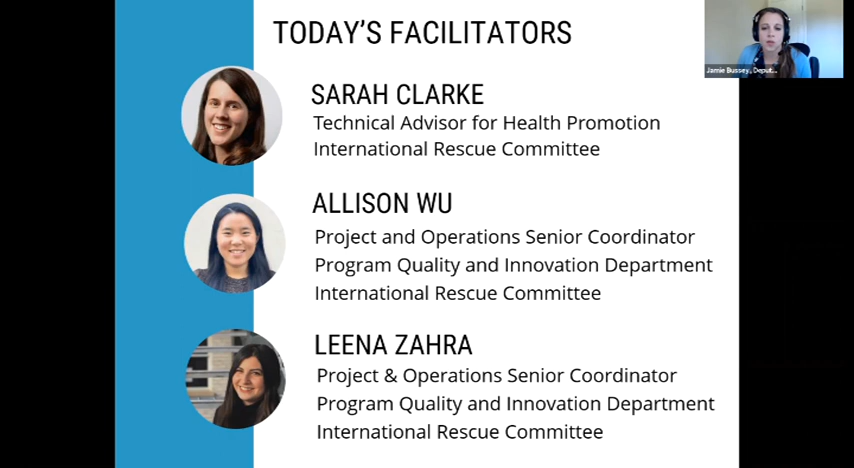 TODAY'S FACILITATORS
Jamie Bussey, Deput...
SARAH CLARKE
Technical Advisor for Health Promotion
International Rescue Committee
ALLISON WU
Project and Operations Senior Coordinator
Program Quality and Innovation Department
International Rescue Committee
LEENA ZAHRA
Project & Operations Senior Coordinator
Program Quality and Innovation Department
International Rescue Committee